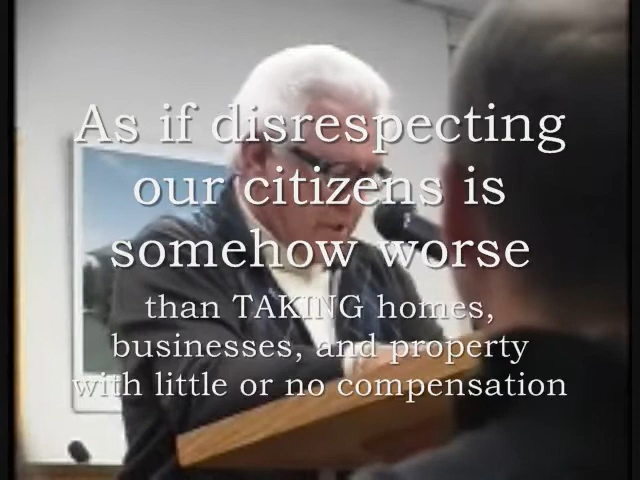 As if disrespecting
our citizens is
somehow worse
than TAKING homes,
businesses, and property
with little or no compensation